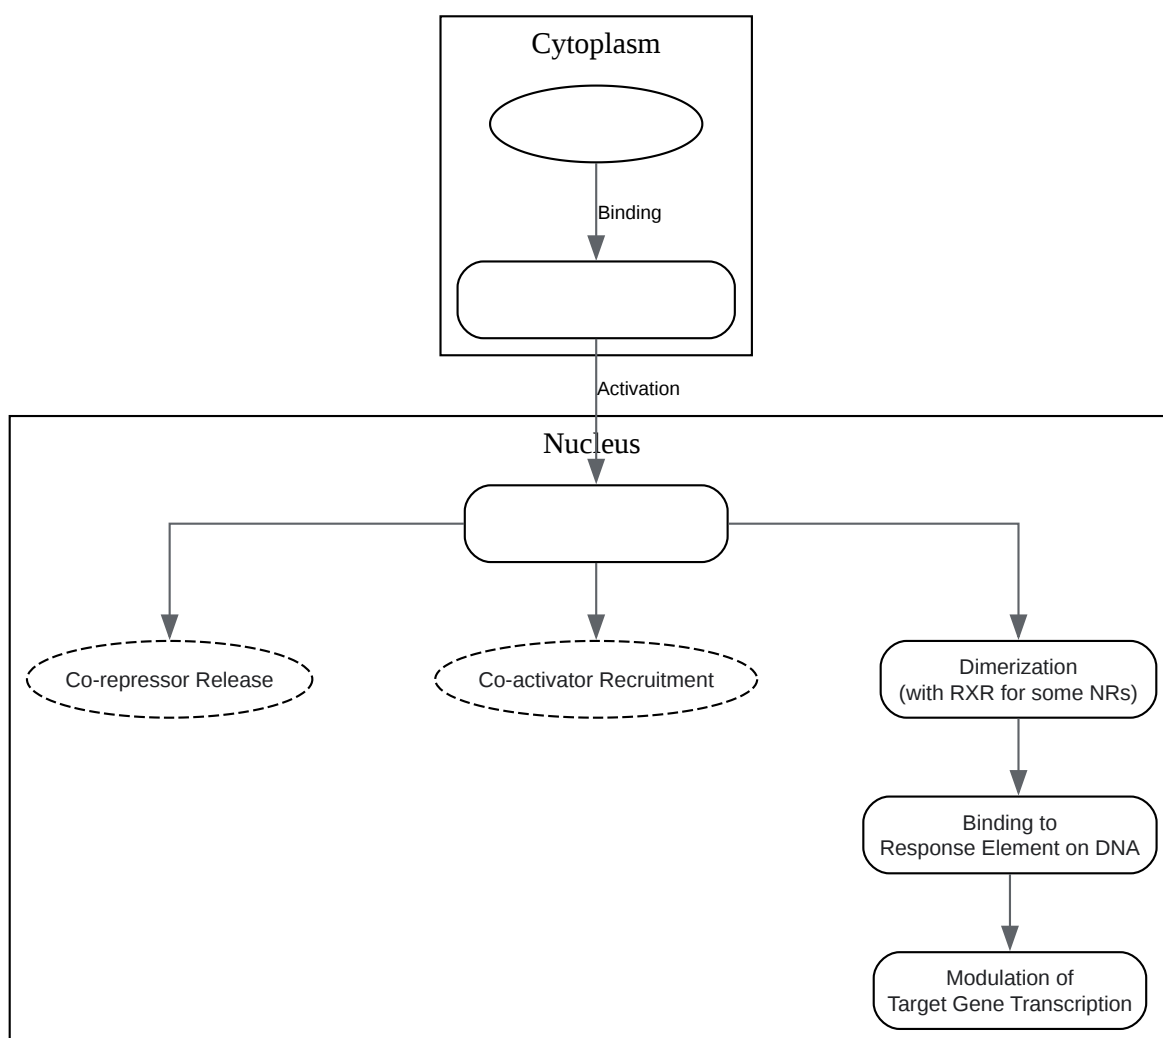 Cytoplasm
Binding
Activation
Nucleus
Co-repressor Release
Co-activator Recruitment
Dimerization
(with RXR for some NRs)
Binding to
Response Element on DNA
Modulation of
Target Gene Transcription